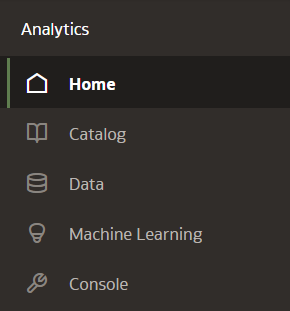 Analytics
Home
Catalog
Data
Machine Learning
Console